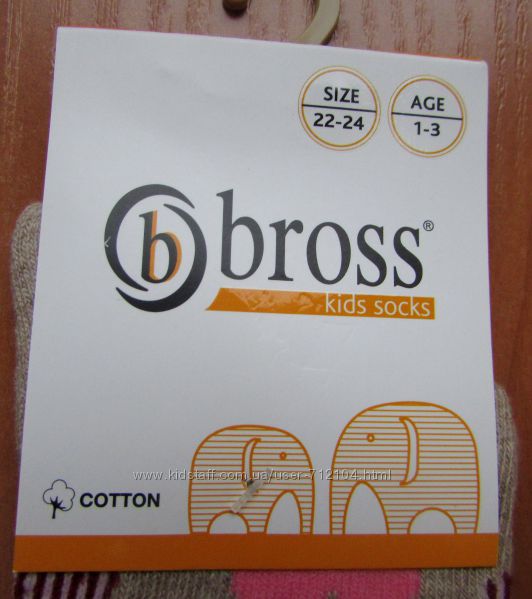 SIZE
22-24
AGE
1-3
b bross®
kids socks
www.kidstaff.com.ua/user-712104.html
COTTON